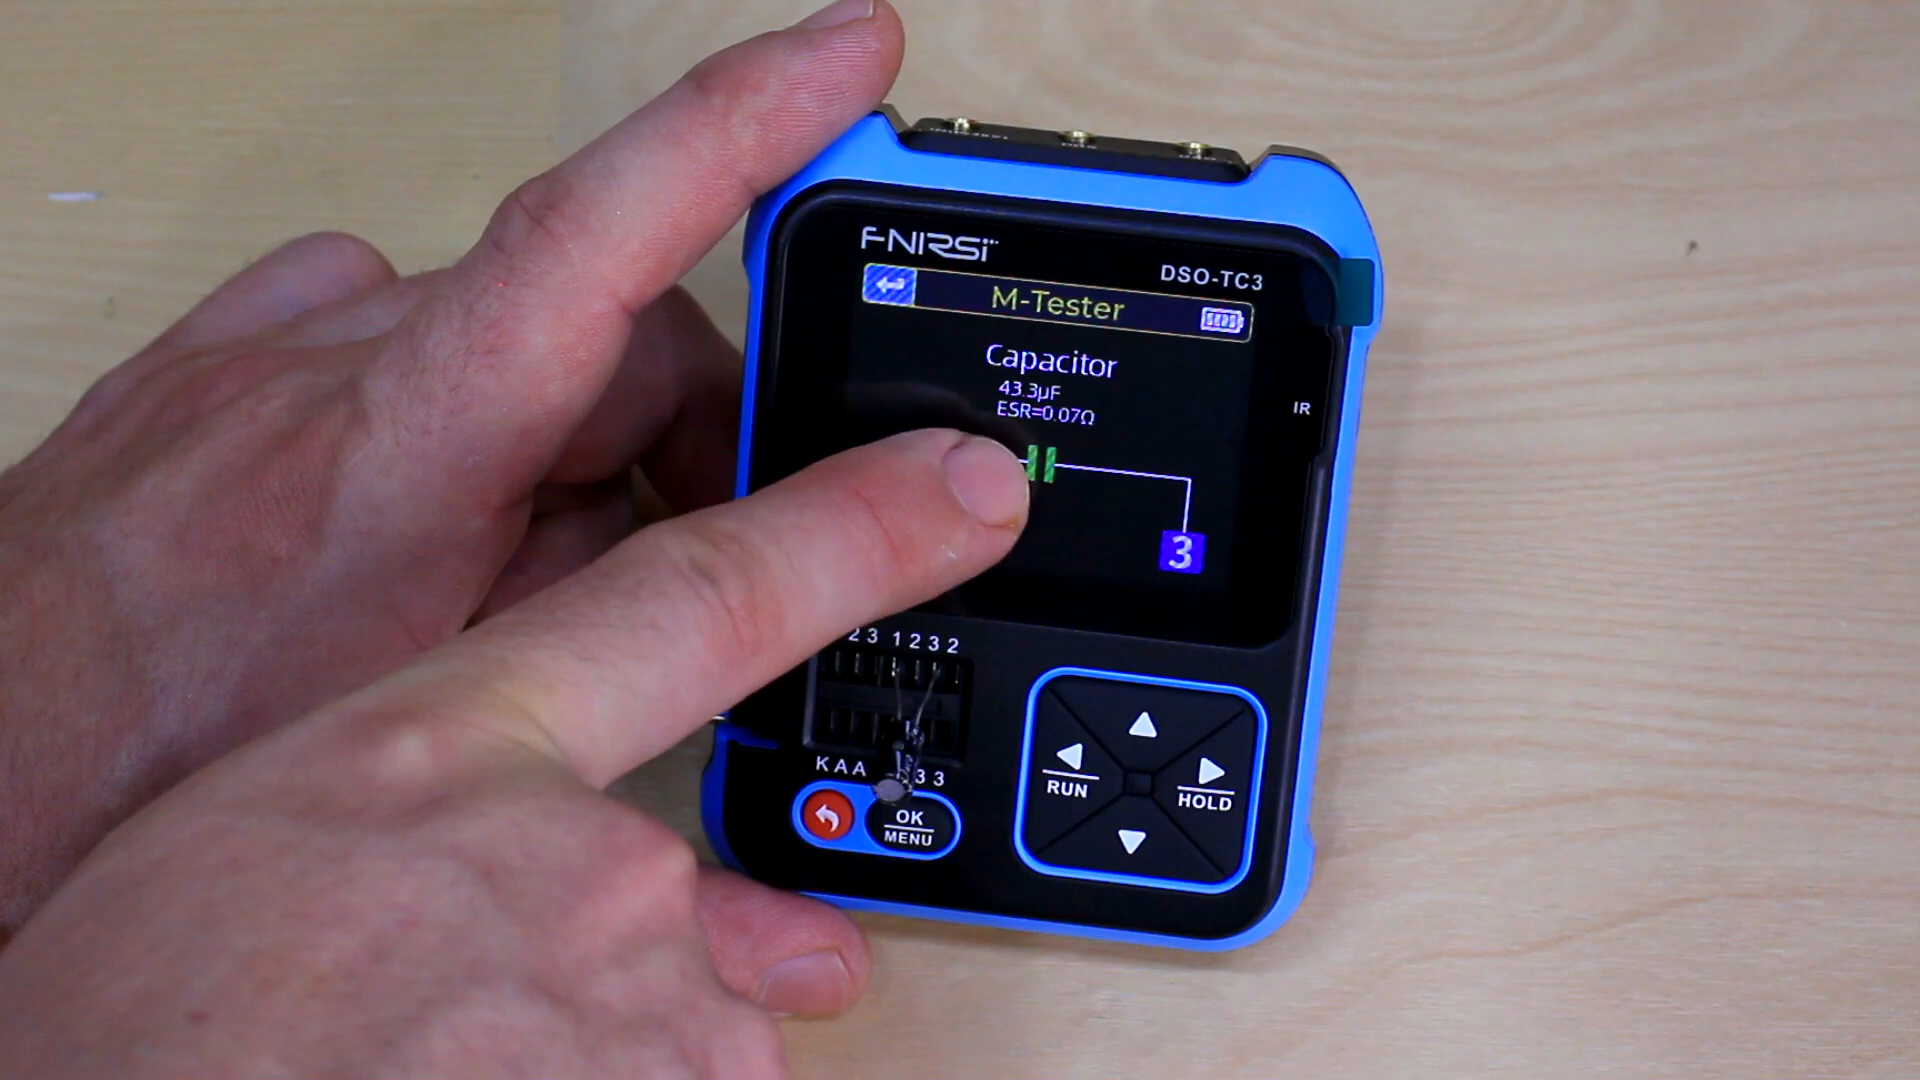 FNIRSI
DSO-TC3
M-Tester
Capacitor
43.3µF
ESR=0.07Ω
IR
3
2 3 1 2 3 2
K A A 3 3
OK
MENU
RUN
HOLD